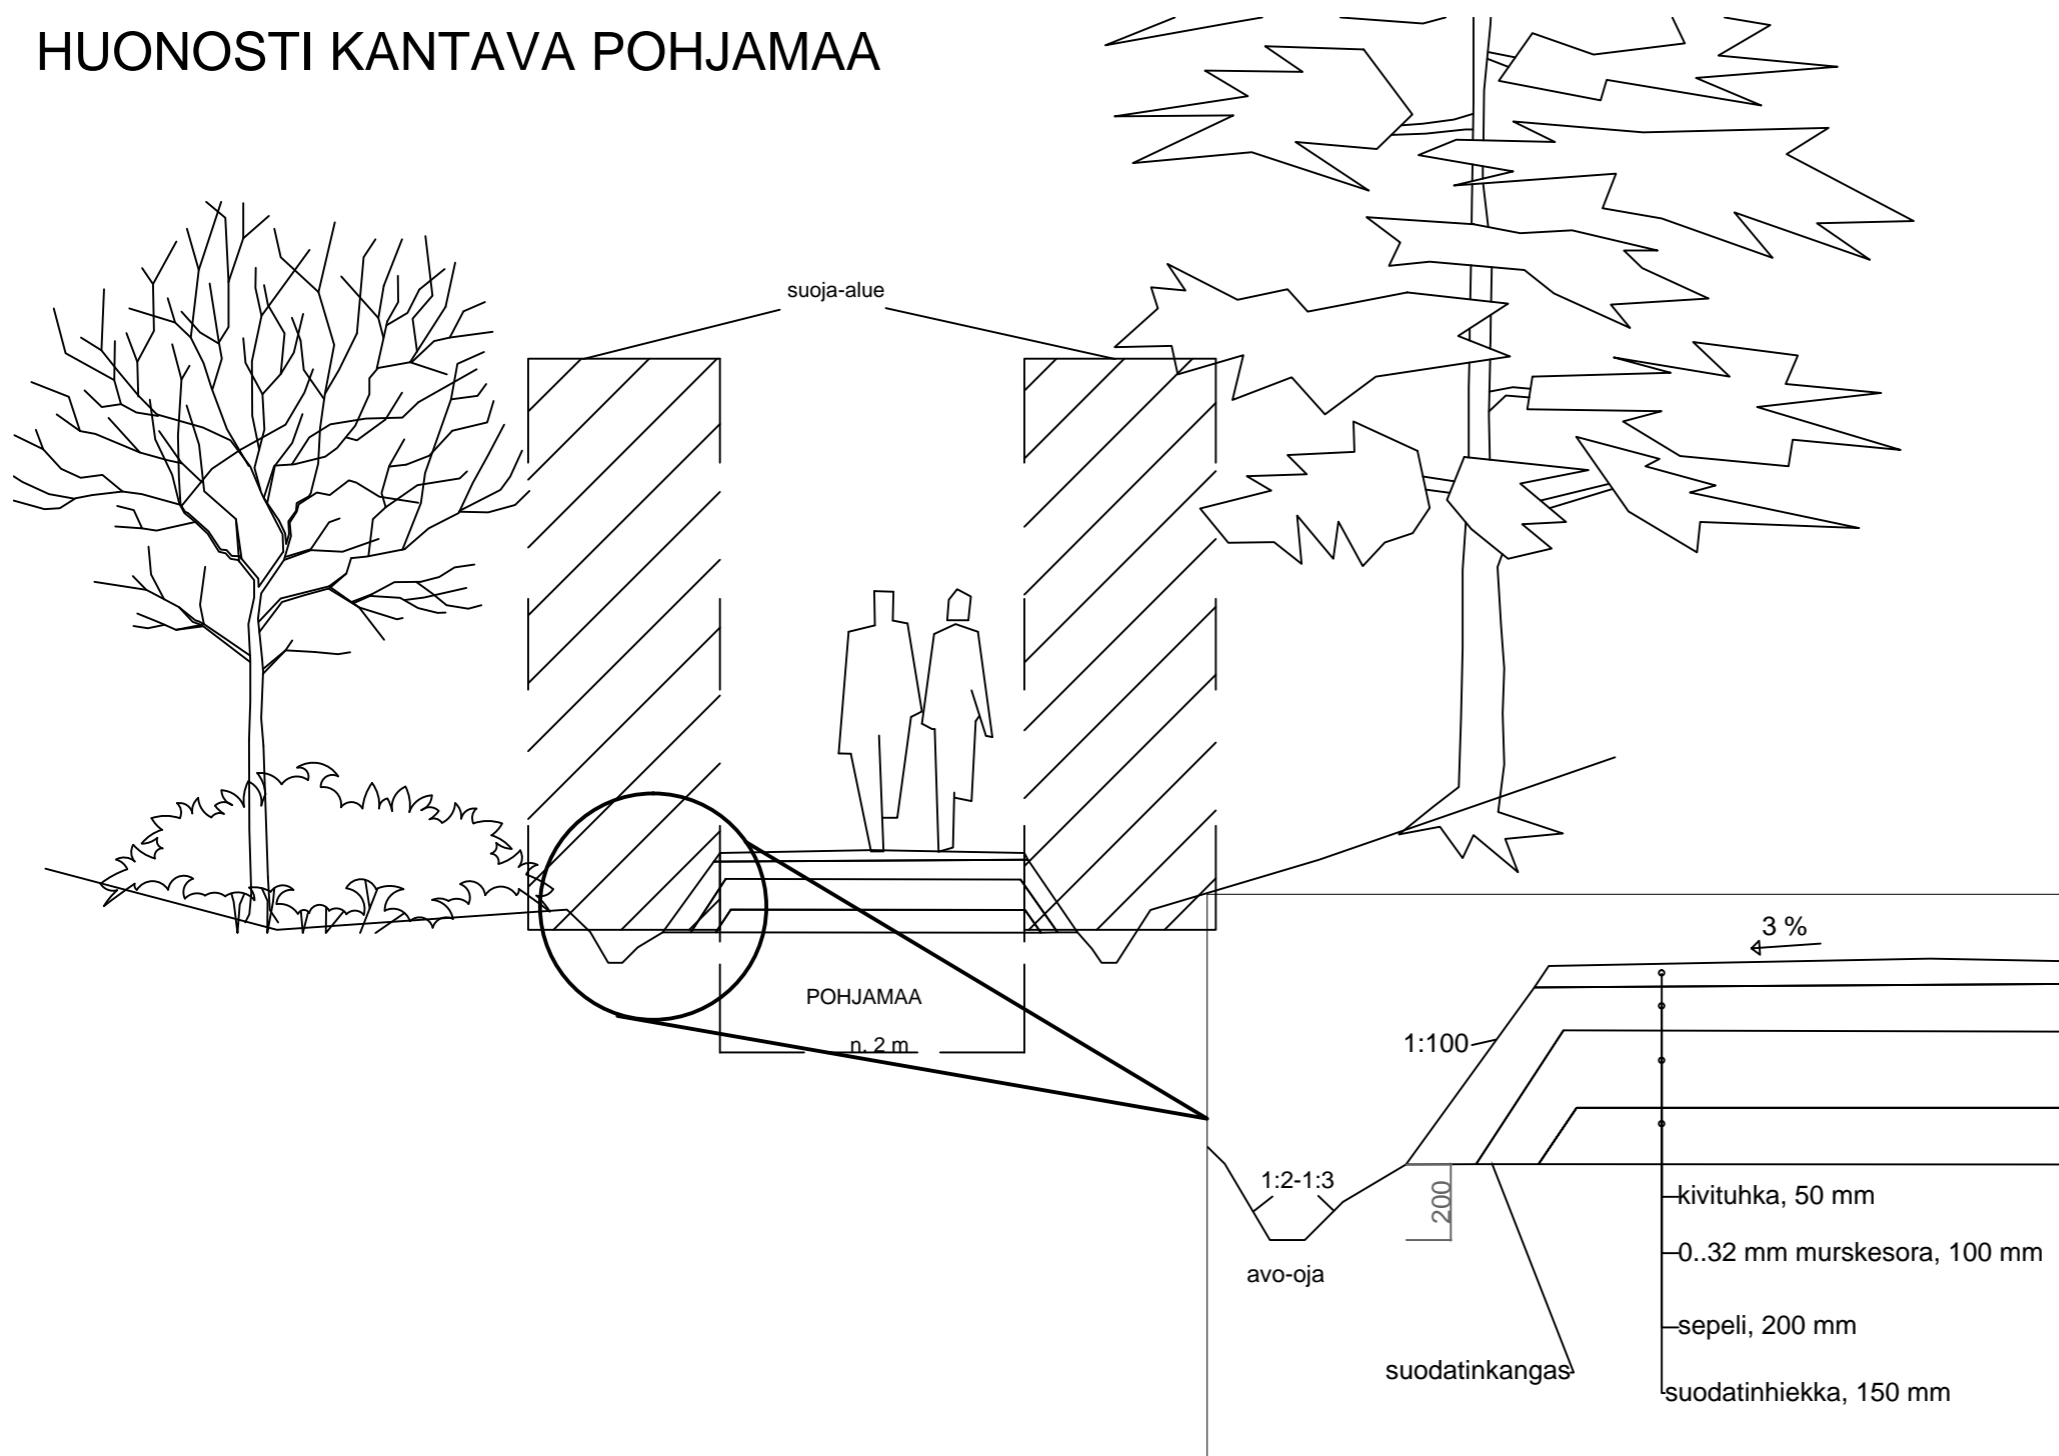 HUONOSTI KANTAVA POHJAMAA
suoja-alue
POHJAMAA
n. 2 m
3 %
1:100
1:2-1:3
200
avo-oja
kivituhka, 50 mm
0..32 mm murskesora, 100 mm
sepeli, 200 mm
suodatinkangas
suodatinhiekka, 150 mm